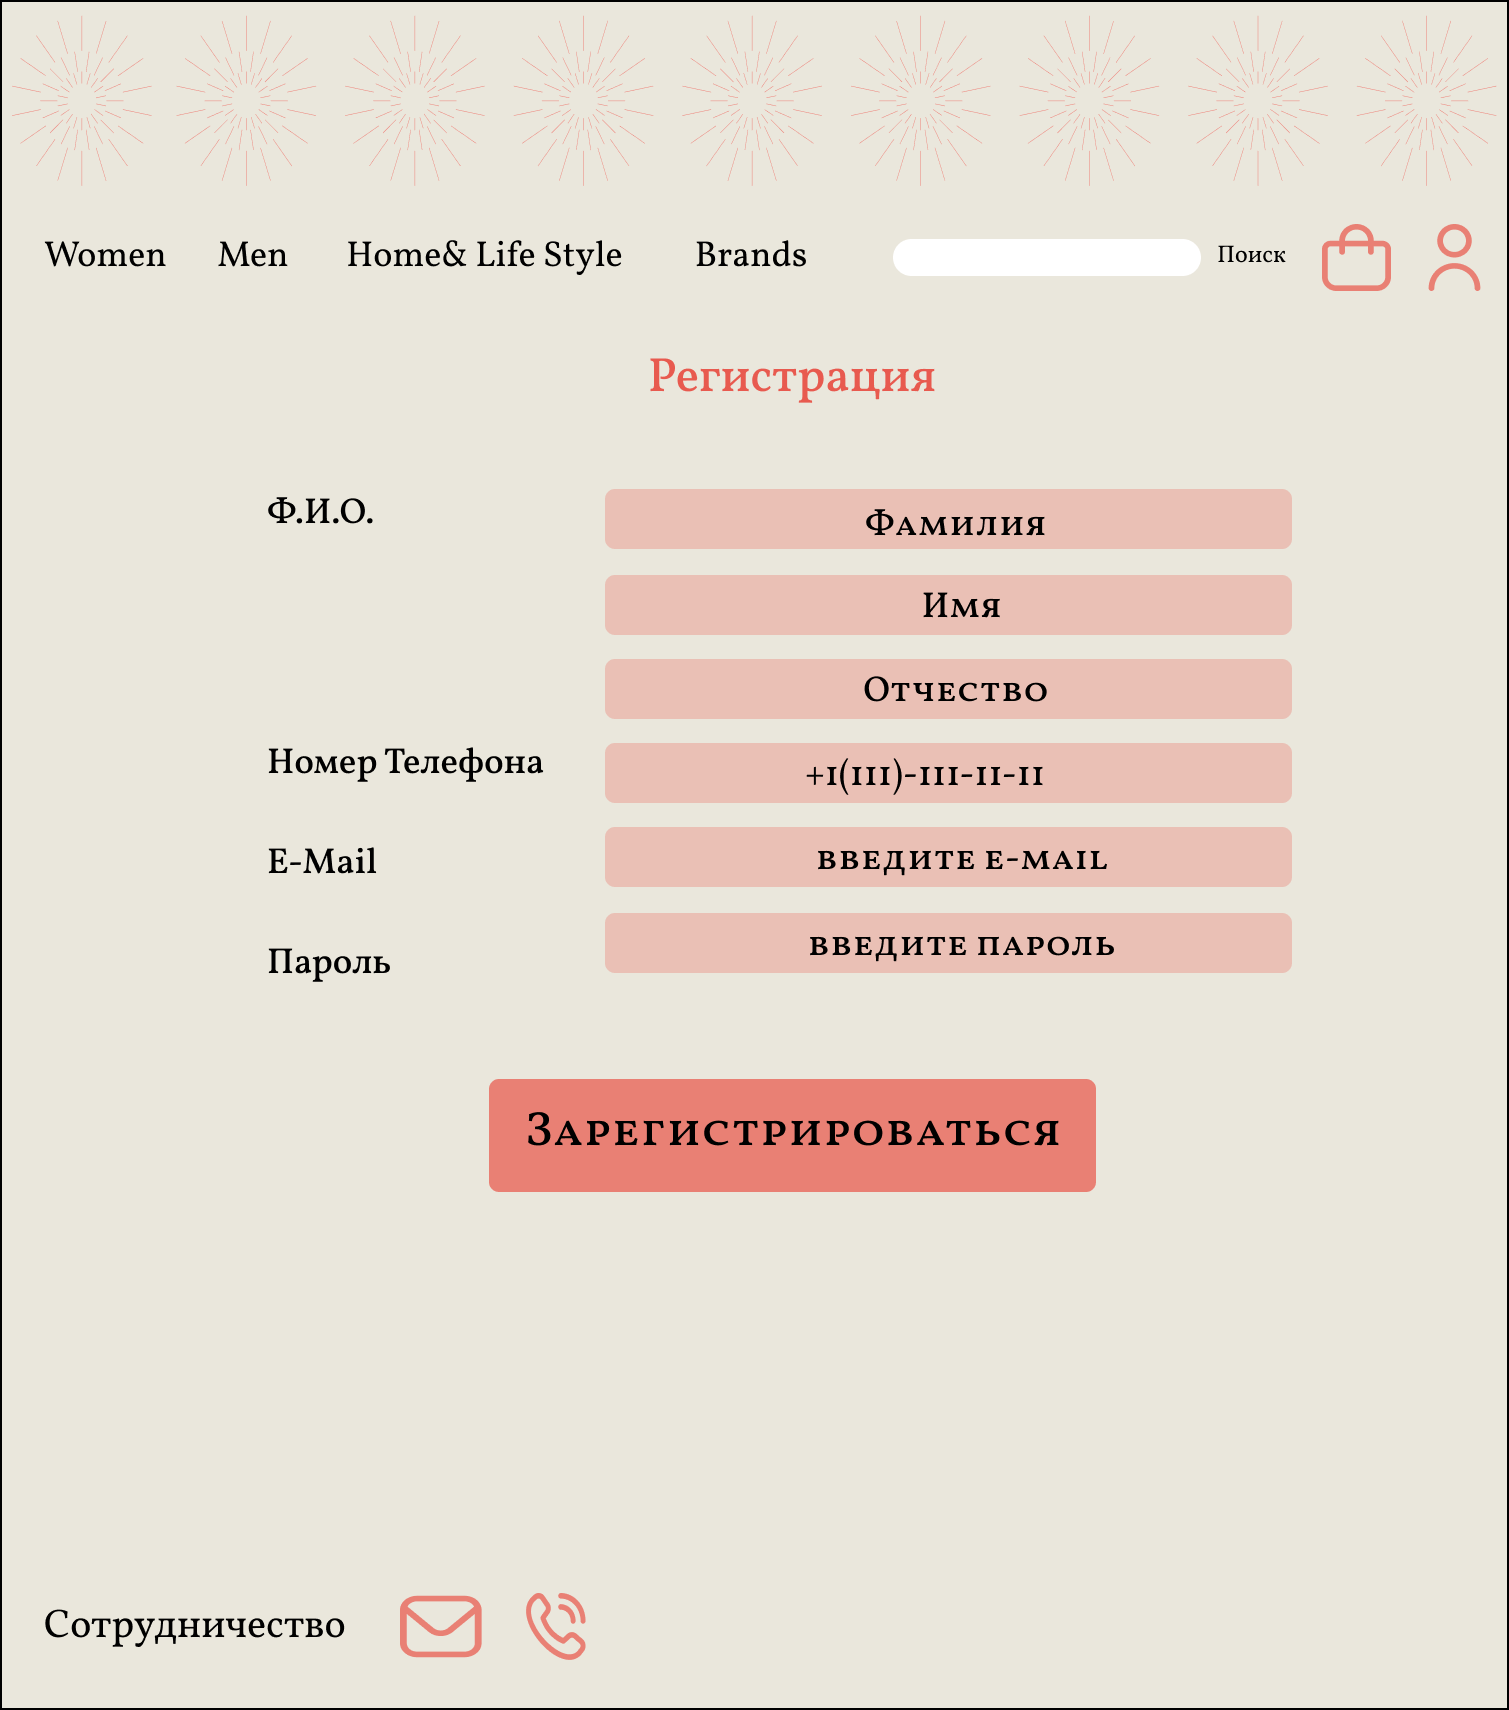 Women Men Home& Life Style Brands Поиск
Регистрация
Ф.И.О. Фамилия
Имя
Отчество
Номер Телефона +1(111)-111-11-11
E-Mail введите e-mail
Пароль введите пароль
Зарегистрироваться
Сотрудничество